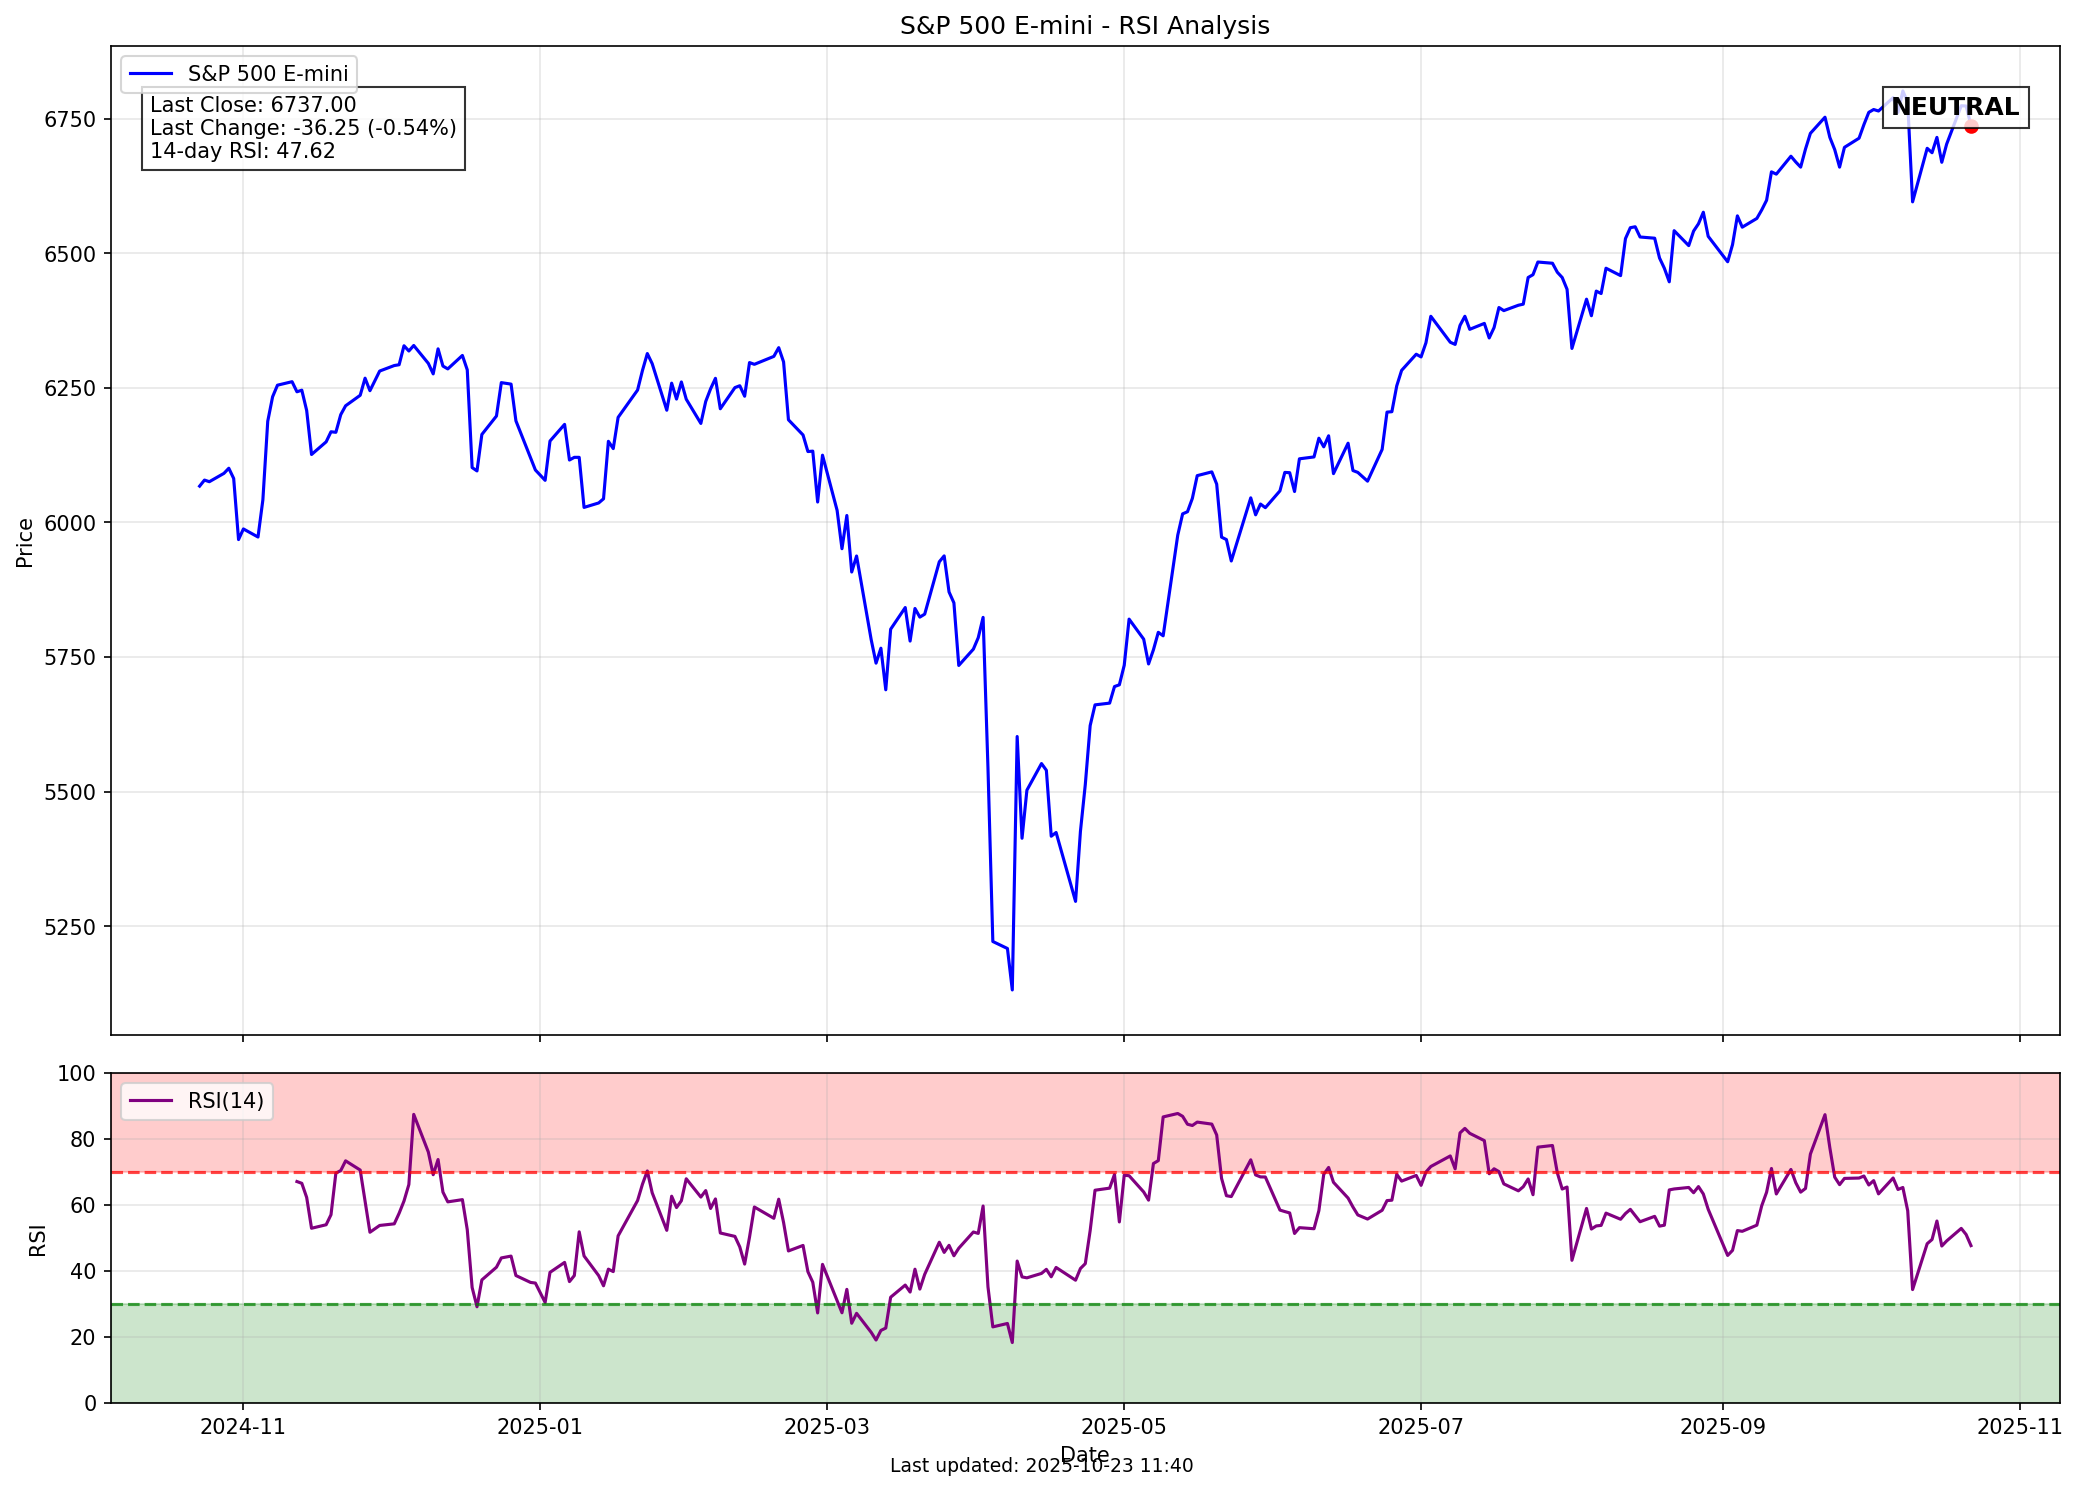 S&P 500 E-mini - RSI Analysis
S&P 500 E-mini
Last Close: 6737.00
Last Change: -36.25 (-0.54%)
14-day RSI: 47.62
NEUTRAL
Price
6750
6500
6250
6000
5750
5500
5250
RSI(14)
RSI
100
80
60
40
20
0
2024-11
2025-01
2025-03
2025-05
2025-07
2025-09
2025-11
Date
Last updated: 2025-10-23 11:40